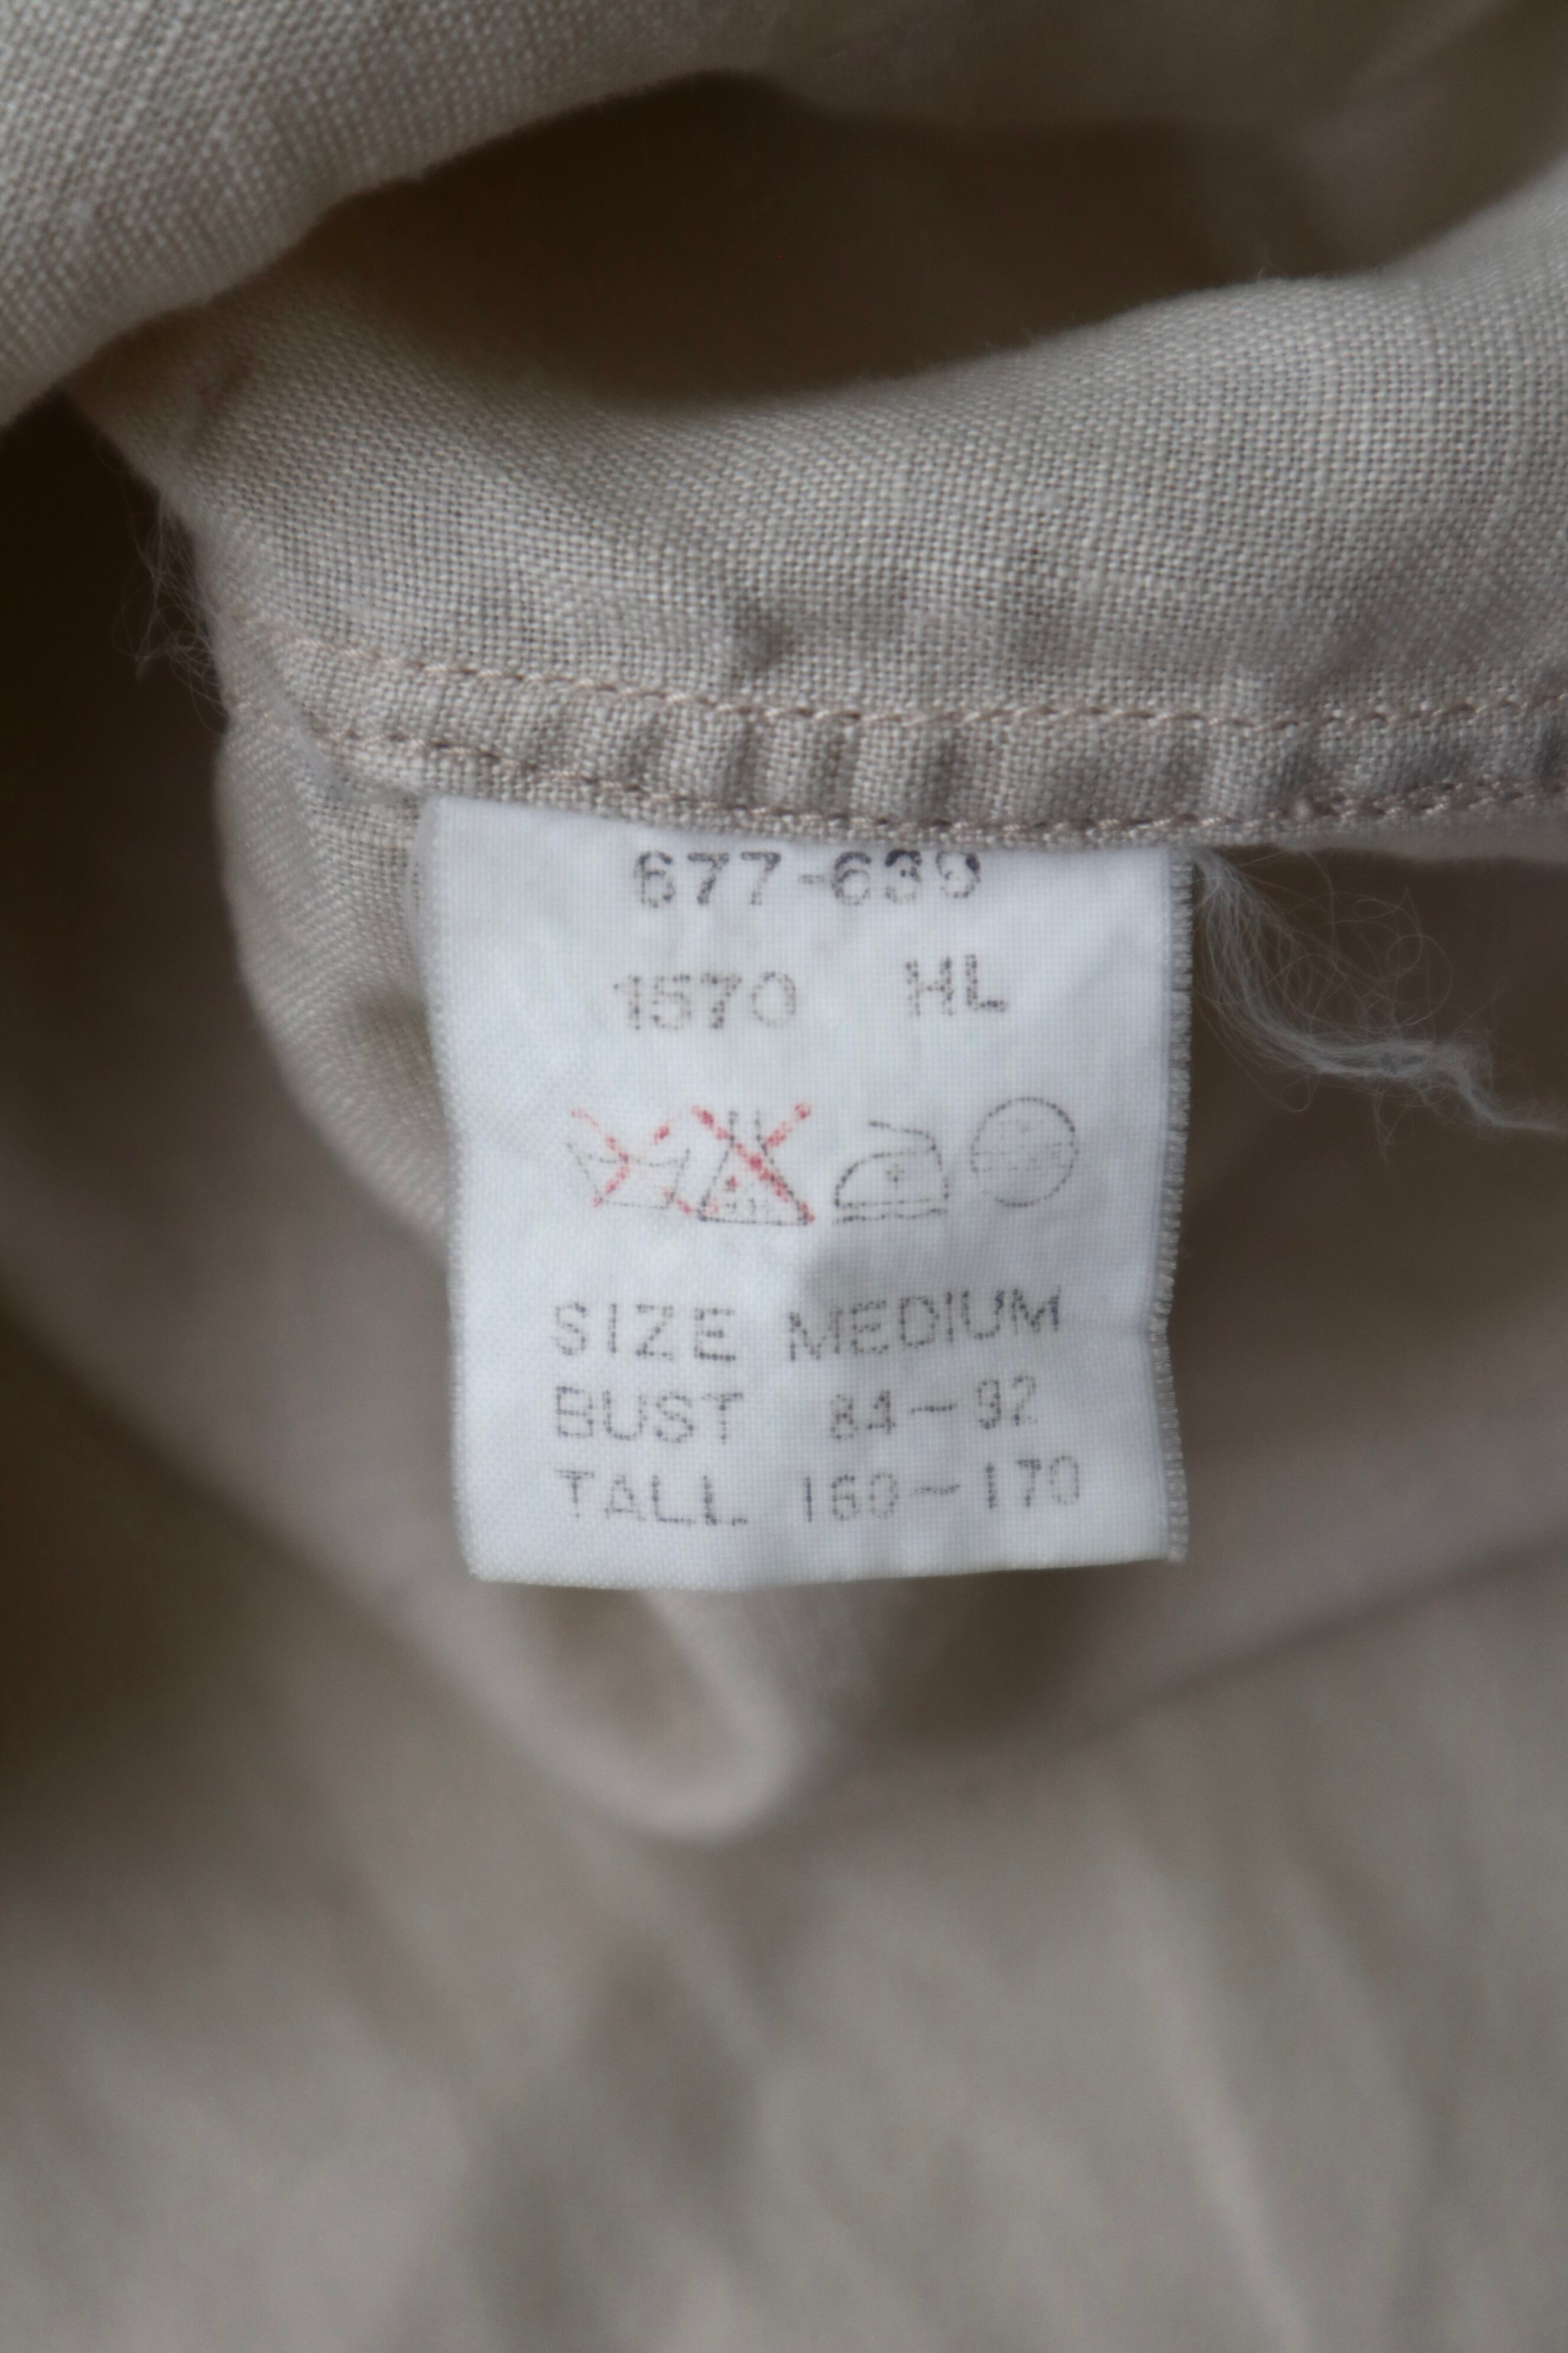 677-639
1570 HL
SIZE MEDIUM
BUST 84~92
TALL 160~170